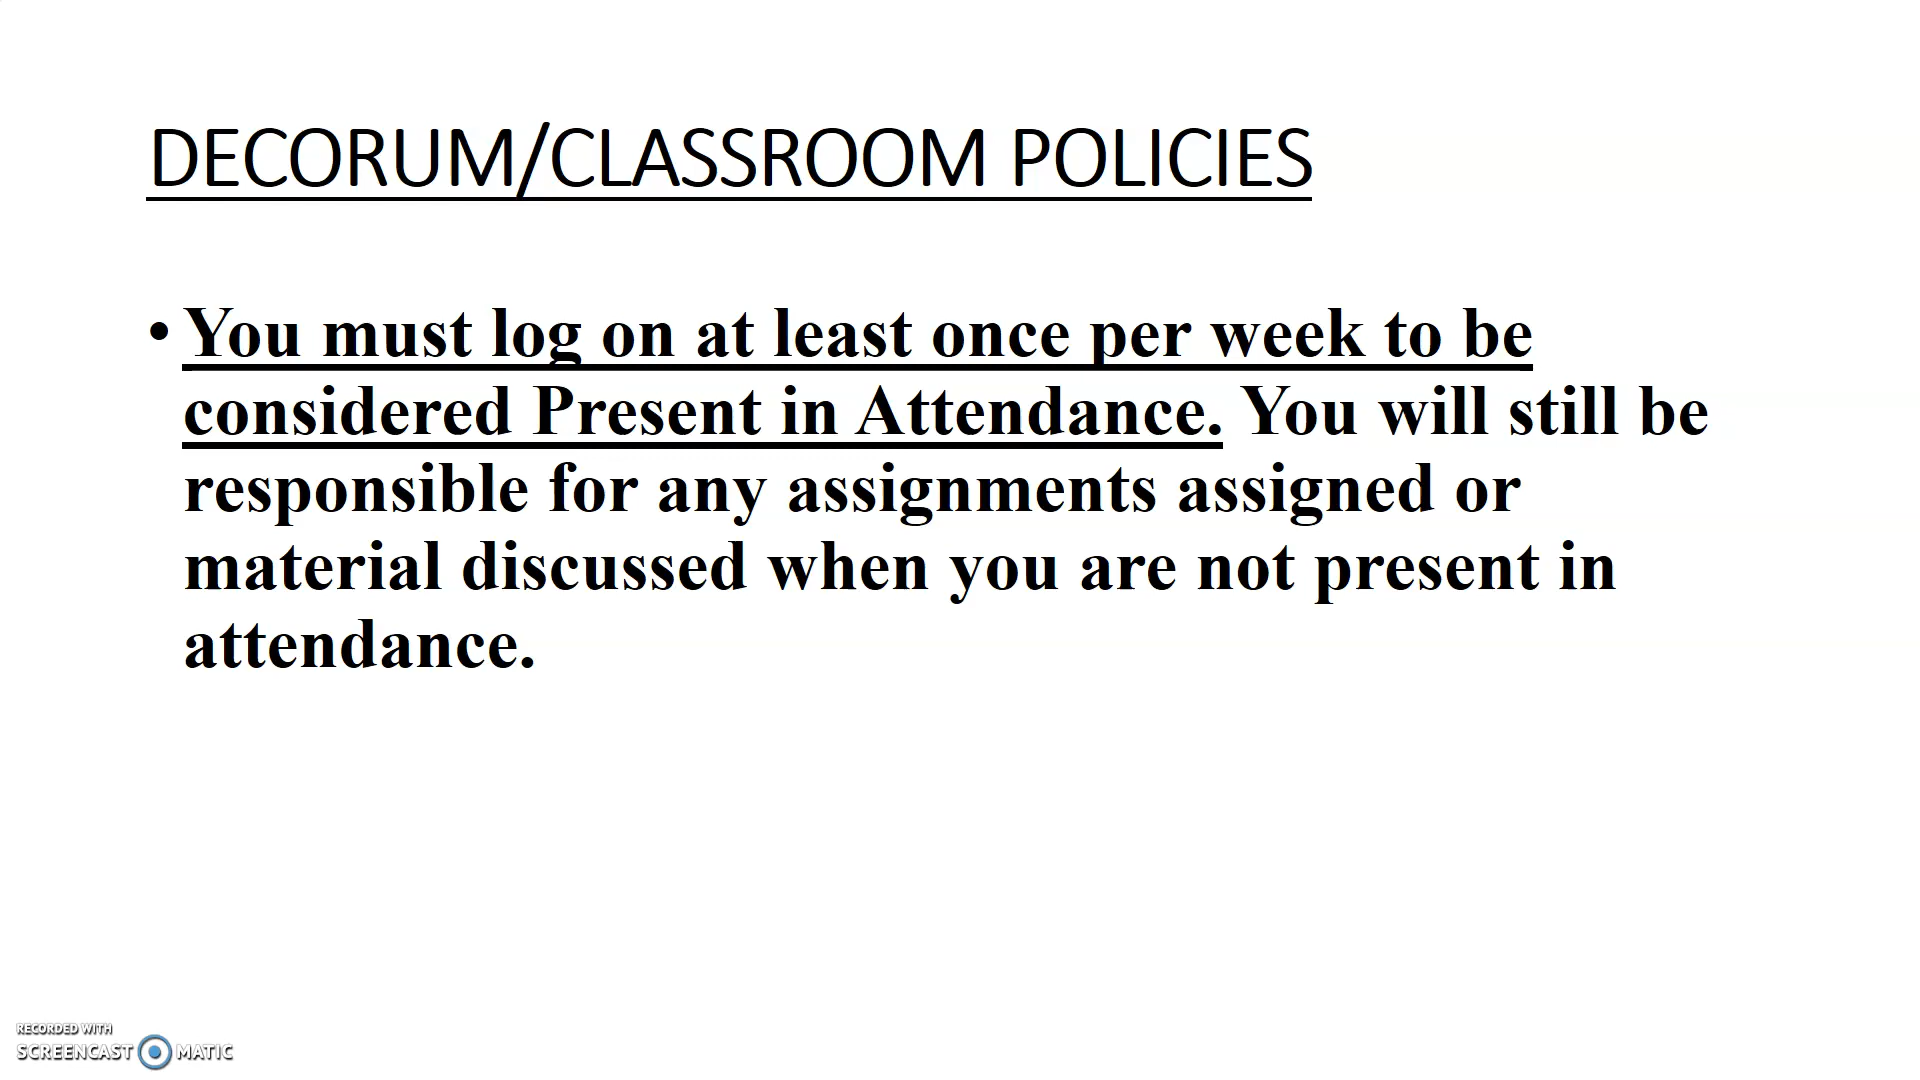 DECORUM/CLASSROOM POLICIES
• You must log on at least once per week to be
considered Present in Attendance. You will still be
responsible for any assignments assigned or
material discussed when you are not present in
attendance.
RECORDED WITH
SCREENCAST MATIC